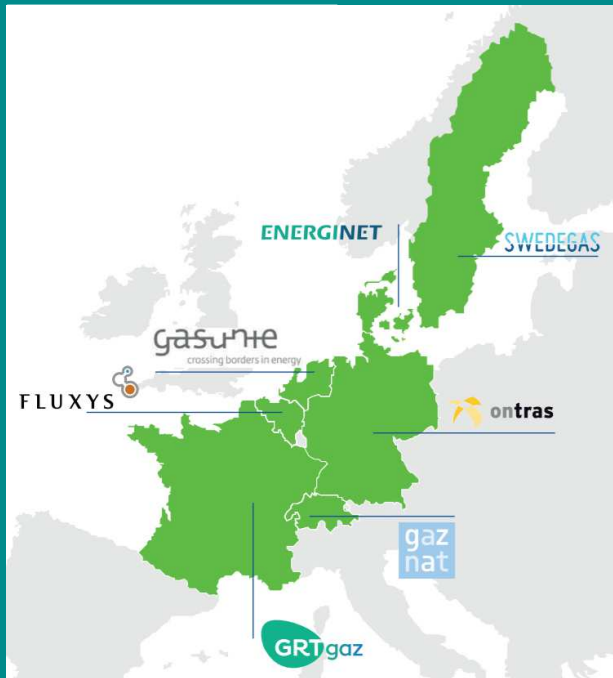 ENERGINET
SWEDEGAS
gasunie
crossing borders in energy
FLUXYS
ontras
gaz
nat
GRTgaz